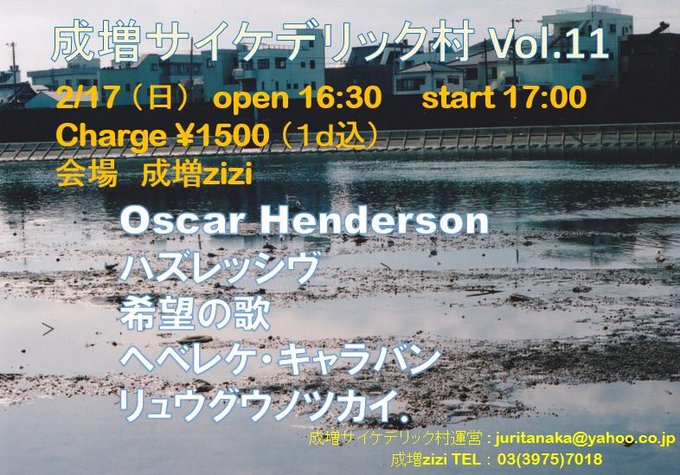 成増サイケデリック村 Vol.11
2/17（日） open 16:30 start 17:00
Charge ¥1500（1d込）
会場 成増zizi
Oscar Henderson
ハズレッシヴ
希望の歌
ヘベレケ・キャラバン
リュウグウノツカイ.
成増サイケデリック村運営 : juritanaka@yahoo.co.jp
成増zizi TEL : 03(3975)7018